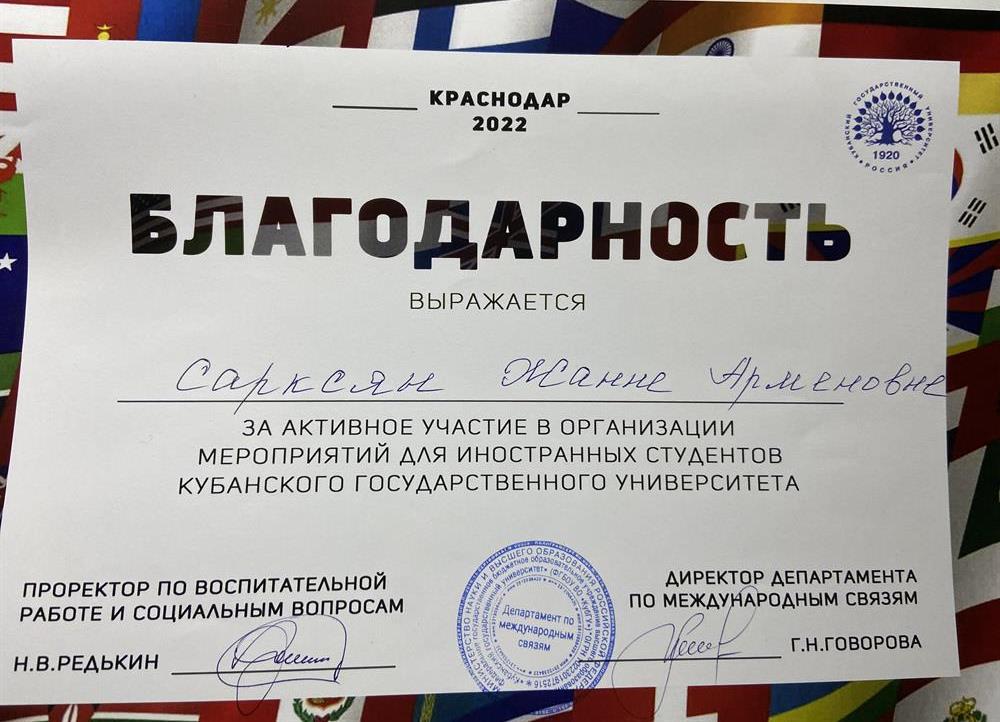 КРАСНОДАР
2022
КУБАНСКИЙ ГОСУДАРСТВЕННЫЙ УНИВЕРСИТЕТ
1920
РОССИЯ
БЛАГОДАРНОСТЬ
ВЫРАЖАЕТСЯ
Сарксян Жанне Арменовне
ЗА АКТИВНОЕ УЧАСТИЕ В ОРГАНИЗАЦИИ
МЕРОПРИЯТИЙ ДЛЯ ИНОСТРАННЫХ СТУДЕНТОВ
КУБАНСКОГО ГОСУДАРСТВЕННОГО УНИВЕРСИТЕТА
ПРОРЕКТОР ПО ВОСПИТАТЕЛЬНОЙ
РАБОТЕ И СОЦИАЛЬНЫМ ВОПРОСАМ
Н.В.РЕДЬКИН
Департамент по
международным
связям
ДИРЕКТОР ДЕПАРТАМЕНТА
ПО МЕЖДУНАРОДНЫМ СВЯЗЯМ
Г.Н.ГОВОРОВА